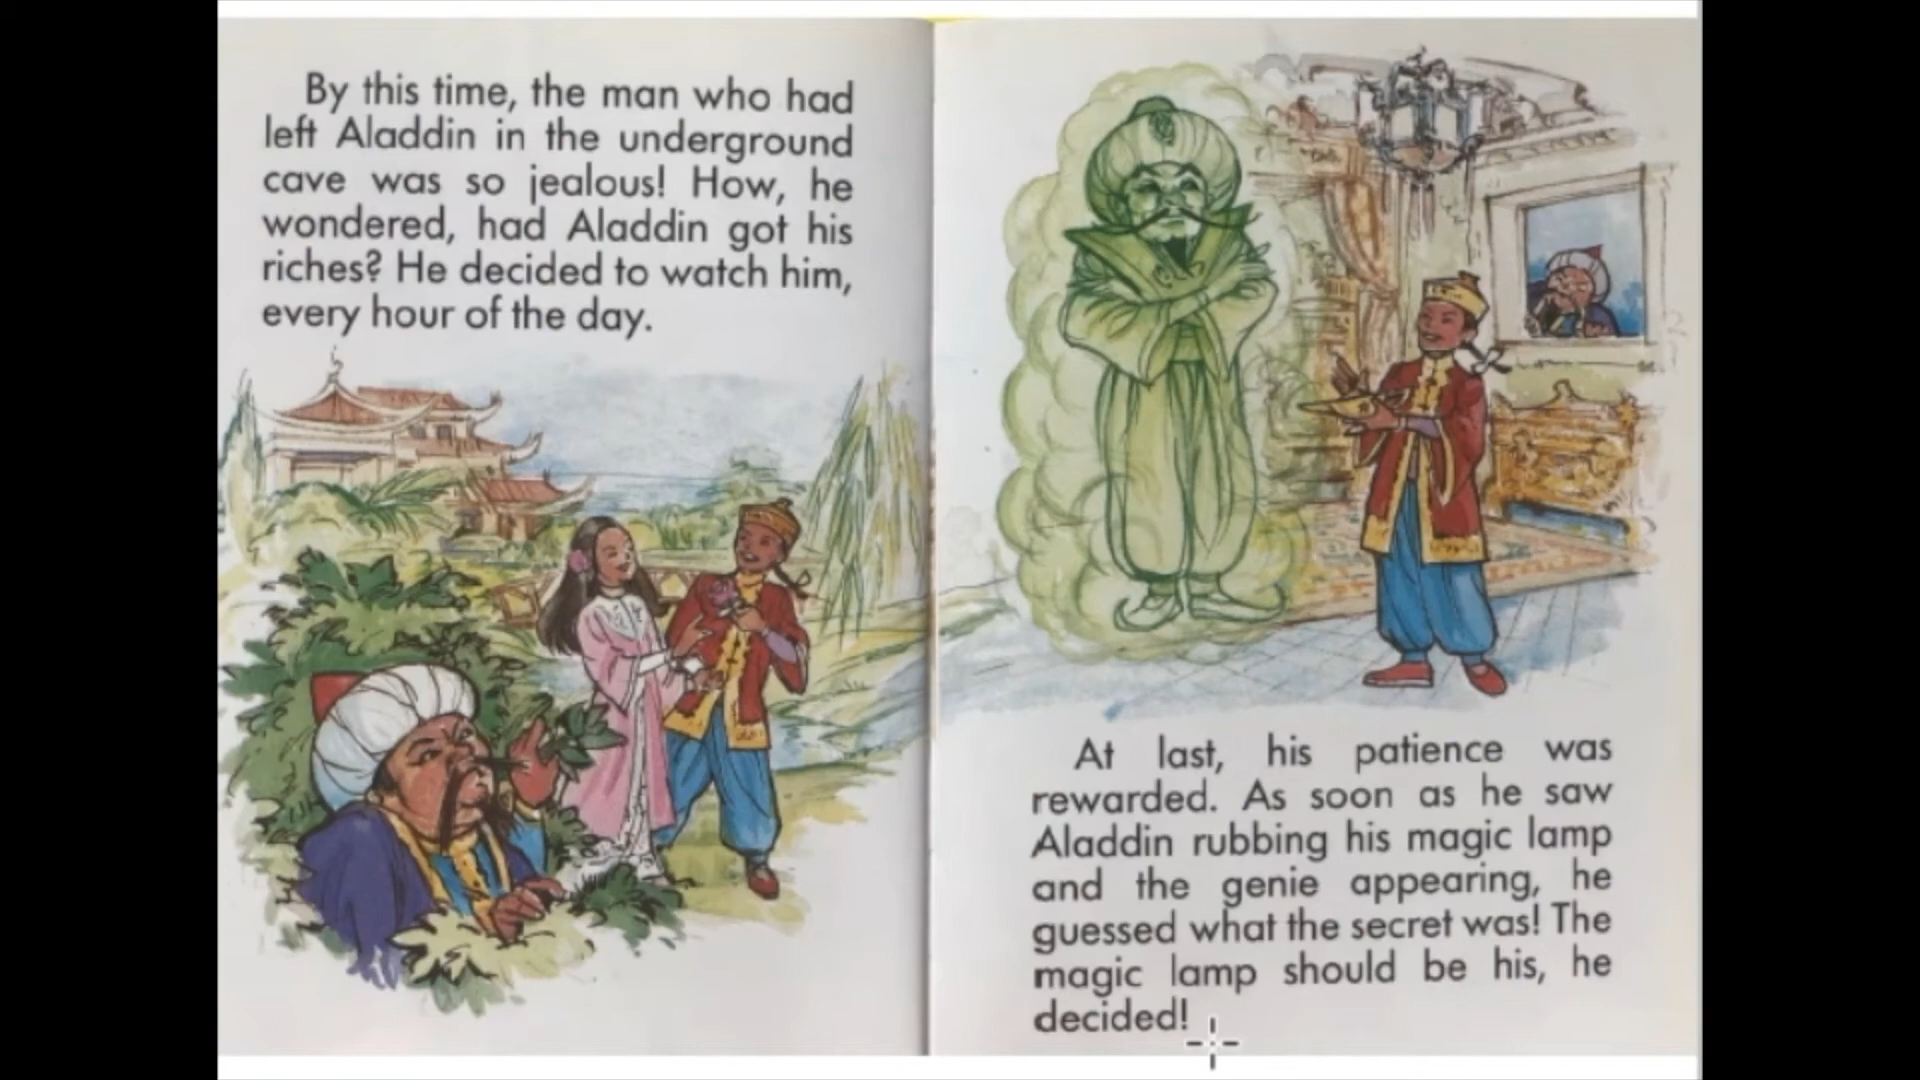 By this time, the man who had
left Aladdin in the underground
cave was so jealous! How, he
wondered, had Aladdin got his
riches? He decided to watch him,
every hour of the day.
At last, his patience was
rewarded. As soon as he saw
Aladdin rubbing his magic lamp
and the genie appearing, he
guessed what the secret was! The
magic lamp should be his, he
decided!